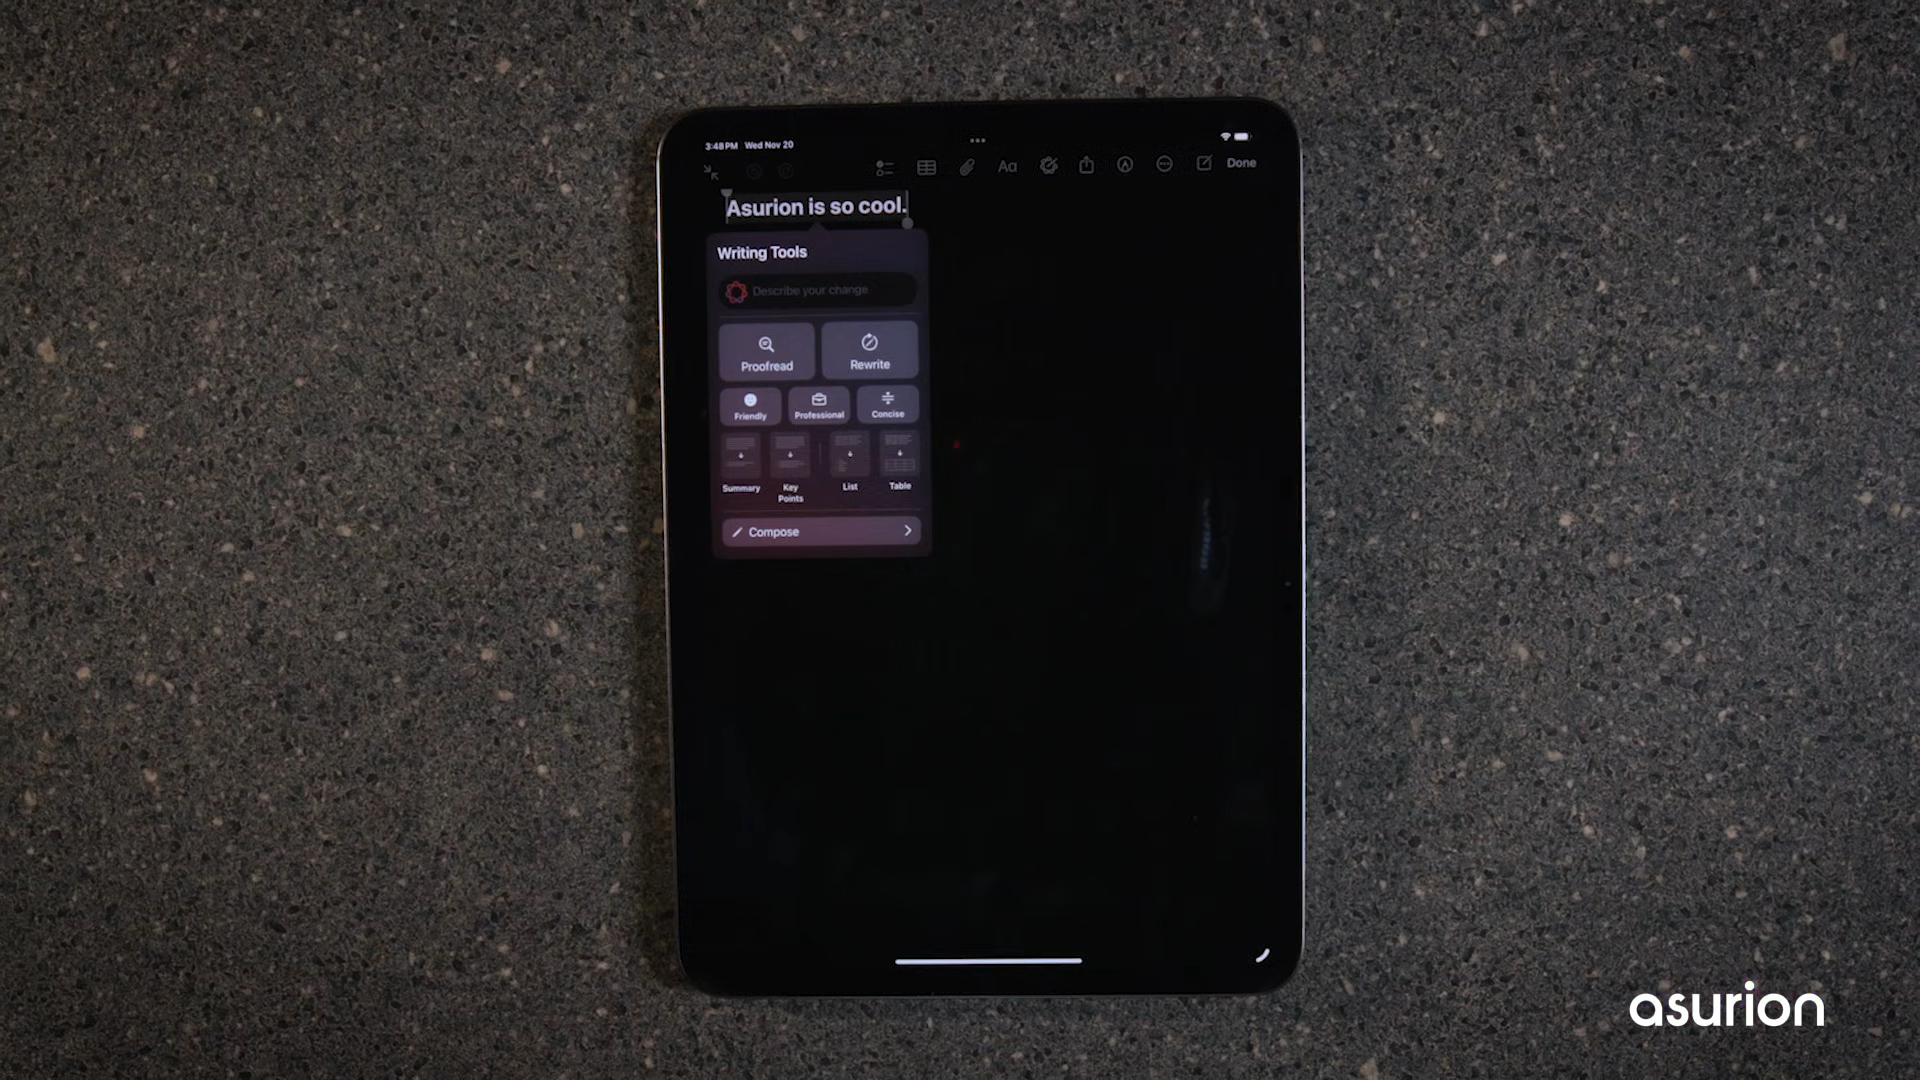 3:48 PM Wed Nov 20
Aa
Done
Asurion is so cool.
Writing Tools
Describe your change
Proofread
Rewrite
Friendly
Professional
Concise
Summary
Key
Points
List
Table
Compose
asurion